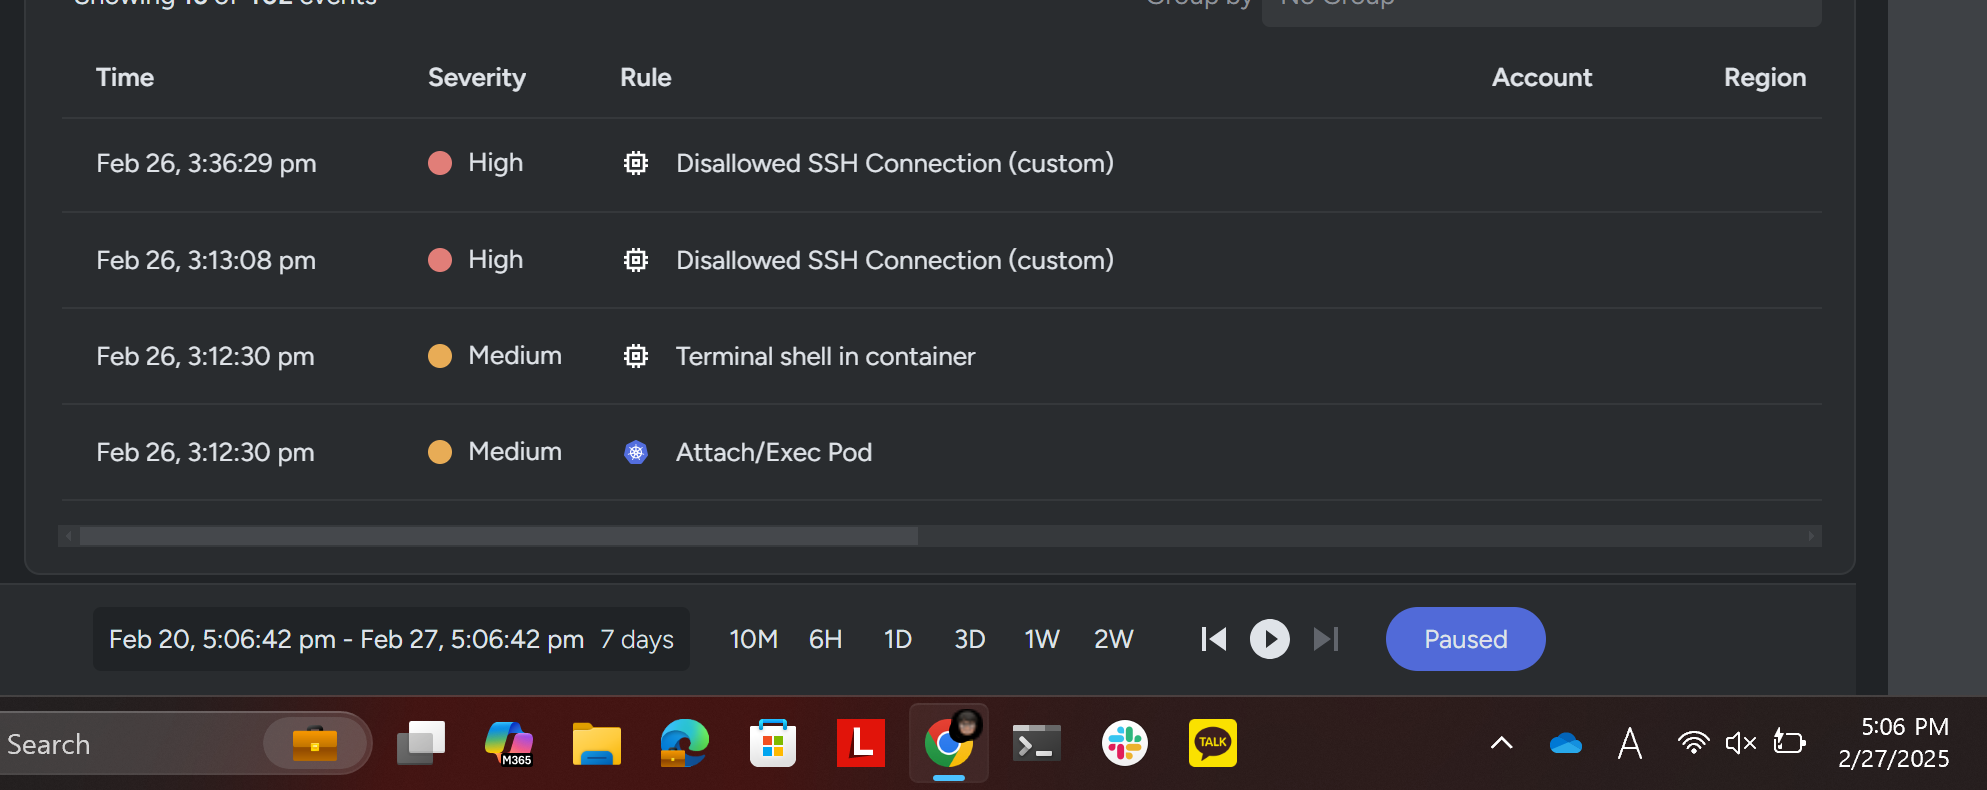 Showing 10 of 102 events
Group by No Group
Time Severity Rule Account Region
Feb 26, 3:36:29 pm High Disallowed SSH Connection (custom)
Feb 26, 3:13:08 pm High Disallowed SSH Connection (custom)
Feb 26, 3:12:30 pm Medium Terminal shell in container
Feb 26, 3:12:30 pm Medium Attach/Exec Pod
Feb 20, 5:06:42 pm - Feb 27, 5:06:42 pm 7 days 10M 6H 1D 3D 1W 2W Paused
Search M365 L TALK A 5:06 PM
2/27/2025